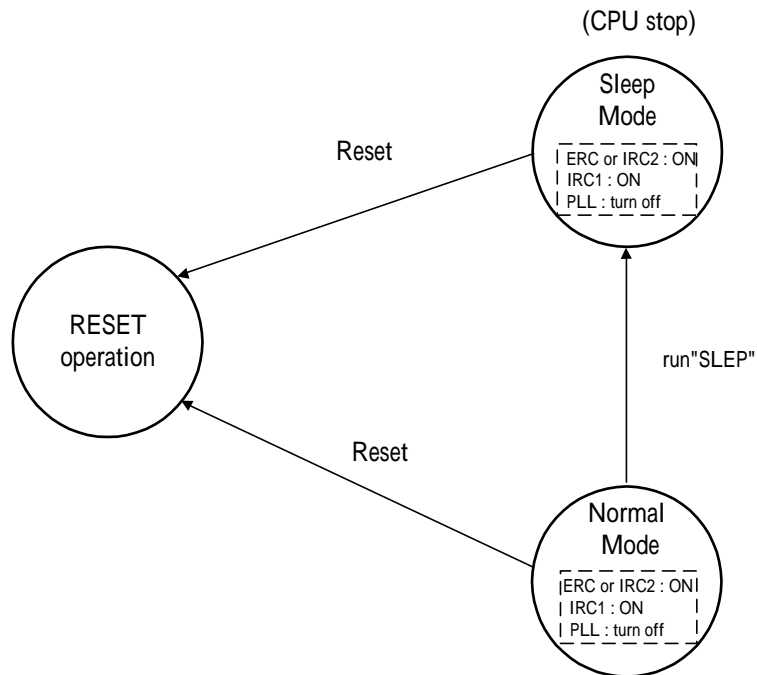 (CPU stop)
Sleep
Mode
ERC or IRC2 : ON
IRC1 : ON
PLL : turn off
Reset
RESET
operation
run"SLEP"
Reset
Normal
Mode
ERC or IRC2 : ON
IRC1 : ON
PLL : turn off